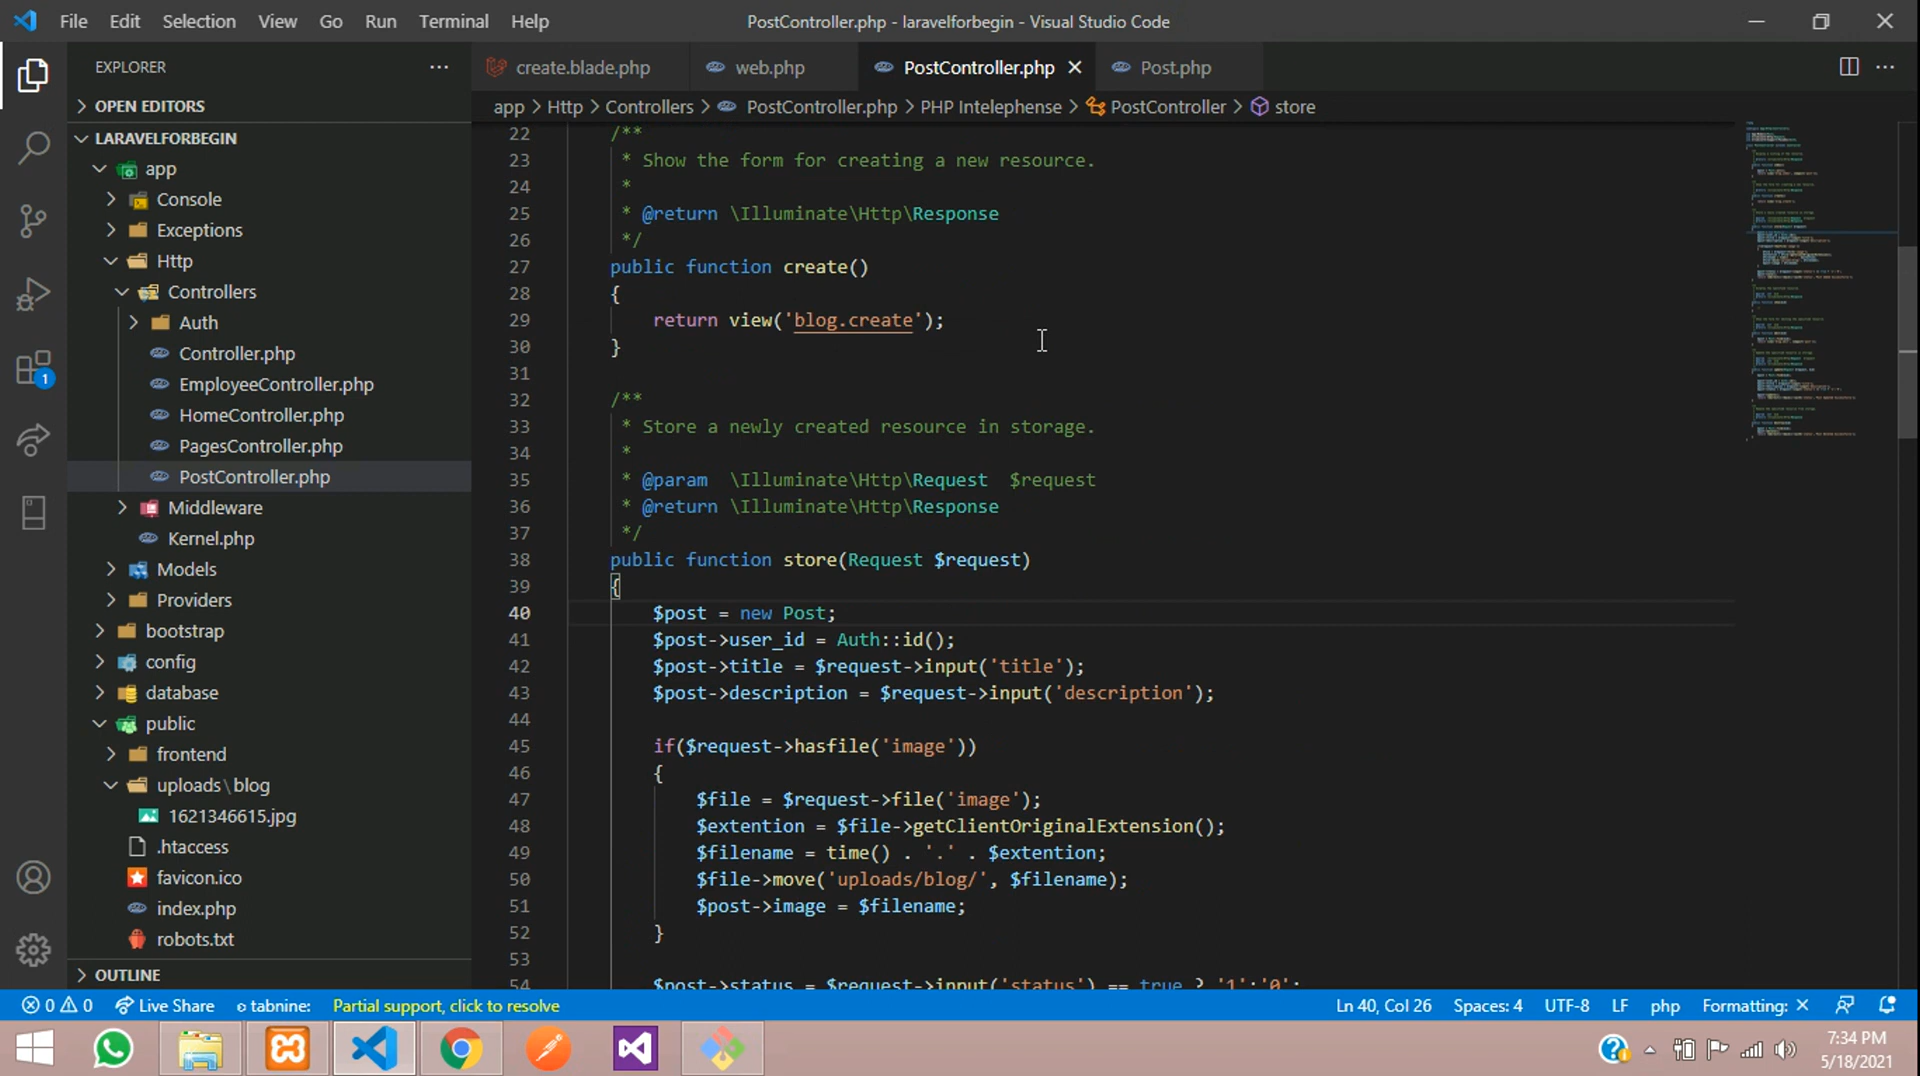 File Edit Selection View Go Run Terminal Help PostController.php - laravelforbegin - Visual Studio Code
EXPLORER
OPEN EDITORS
LARAVELFORBEGIN
app
Console
Exceptions
Http
Controllers
Auth
Controller.php
EmployeeController.php
HomeController.php
PagesController.php
PostController.php
Middleware
Kernel.php
Models
Providers
bootstrap
config
database
public
frontend
uploads\blog
1621346615.jpg
.htaccess
favicon.ico
index.php
robots.txt
OUTLINE
1
create.blade.php web.php PostController.php Post.php
app > Http > Controllers > PostController.php > PHP Intelephense > PostController > store
22 /**
23 * Show the form for creating a new resource.
24 *
25 * @return \Illuminate\Http\Response
26 */
27 public function create()
28 {
29 return view('blog.create');
30 }
31
32 /**
33 * Store a newly created resource in storage.
34 *
35 * @param \Illuminate\Http\Request $request
36 * @return \Illuminate\Http\Response
37 */
38 public function store(Request $request)
39 {
40 $post = new Post;
41 $post->user_id = Auth::id();
42 $post->title = $request->input('title');
43 $post->description = $request->input('description');
44
45 if($request->hasfile('image'))
46 {
47 $file = $request->file('image');
48 $extention = $file->getClientOriginalExtension();
49 $filename = time() . '.' . $extention;
50 $file->move('uploads/blog/', $filename);
51 $post->image = $filename;
52 }
53
54 $post->status = $request->input('status') == true ? '1':'0';
0 0 Live Share tabnine: Partial support, click to resolve Ln 40, Col 26 Spaces: 4 UTF-8 LF php Formatting: ×
7:34 PM
5/18/2021